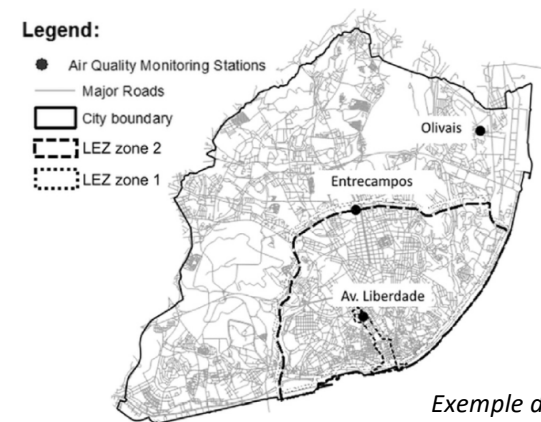 Legend:
Air Quality Monitoring Stations
Major Roads
City boundary
LEZ zone 2
LEZ zone 1
Olivais
Entrecampos
Av. Liberdade
Exemple